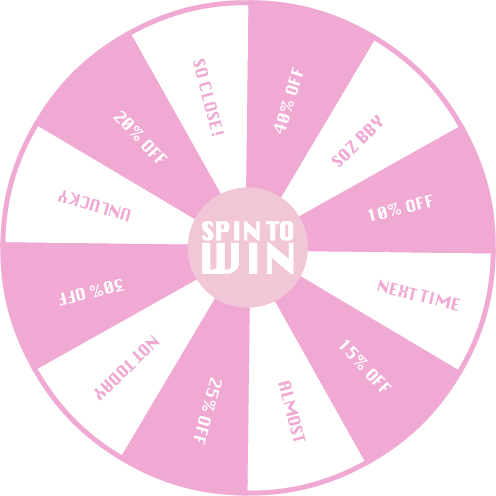 SPIN TO
WIN
40% OFF
SOZ BBY
10% OFF
NEXT TIME
15% OFF
ALMOST
25% OFF
NOT TODAY
30% OFF
UNLUCKY
20% OFF
SO CLOSE!